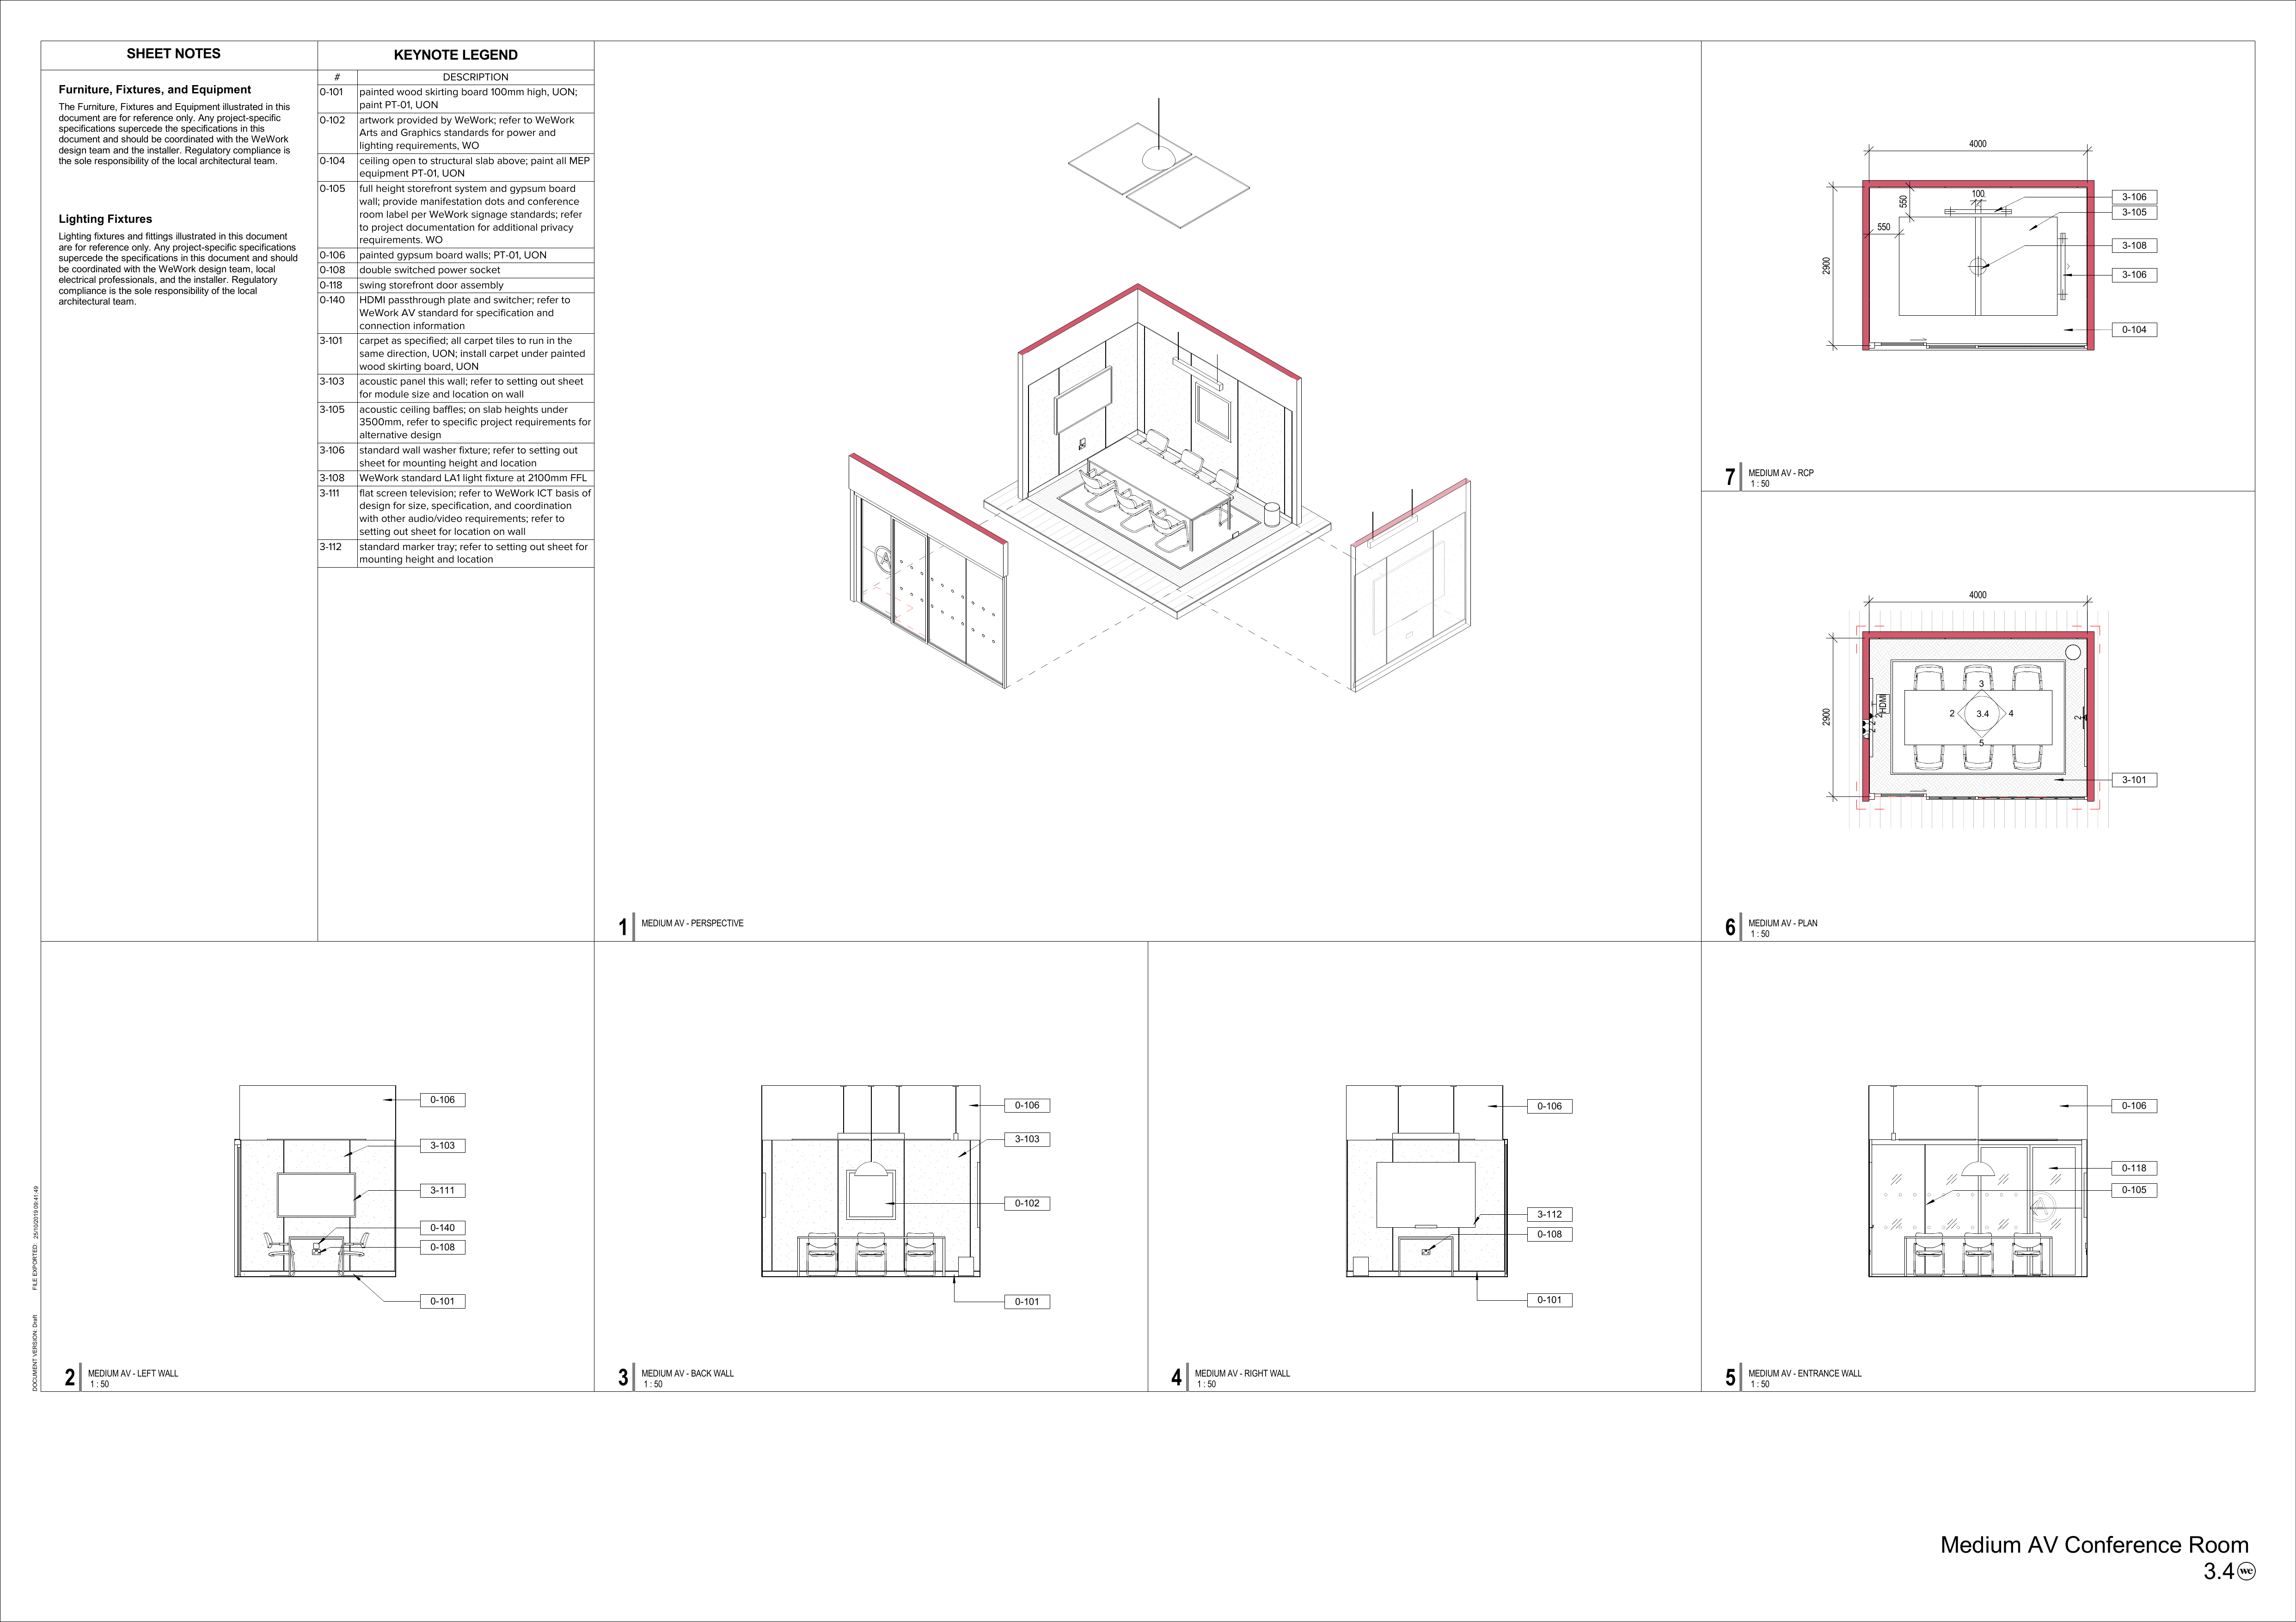 SHEET NOTES
Furniture, Fixtures, and Equipment
The Furniture, Fixtures and Equipment illustrated in this
document are for reference only. Any project-specific
specifications supercede the specifications in this
document and should be coordinated with the WeWork
design team and the installer. Regulatory compliance is
the sole responsibility of the local architectural team.
Lighting Fixtures
Lighting fixtures and fittings illustrated in this document
are for reference only. Any project-specific specifications
supercede the specifications in this document and should
be coordinated with the WeWork design team, local
electrical professionals, and the installer. Regulatory
compliance is the sole responsibility of the local
architectural team.
KEYNOTE LEGEND
# DESCRIPTION
0-101 painted wood skirting board 100mm high, UON;
paint PT-01, UON
0-102 artwork provided by WeWork; refer to WeWork
Arts and Graphics standards for power and
lighting requirements, WO
0-104 ceiling open to structural slab above; paint all MEP
equipment PT-01, UON
0-105 full height storefront system and gypsum board
wall; provide manifestation dots and conference
room label per WeWork signage standards; refer
to project documentation for additional privacy
requirements. WO
0-106 painted gypsum board walls; PT-01, UON
0-108 double switched power socket
0-118 swing storefront door assembly
0-140 HDMI passthrough plate and switcher; refer to
WeWork AV standard for specification and
connection information
3-101 carpet as specified; all carpet tiles to run in the
same direction, UON; install carpet under painted
wood skirting board, UON
3-103 acoustic panel this wall; refer to setting out sheet
for module size and location on wall
3-105 acoustic ceiling baffles; on slab heights under
3500mm, refer to specific project requirements for
alternative design
3-106 standard wall washer fixture; refer to setting out
sheet for mounting height and location
3-108 WeWork standard LA1 light fixture at 2100mm FFL
3-111 flat screen television; refer to WeWork ICT basis of
design for size, specification, and coordination
with other audio/video requirements; refer to
setting out sheet for location on wall
3-112 standard marker tray; refer to setting out sheet for
mounting height and location
A
1 MEDIUM AV - PERSPECTIVE
4000
100
550
550
2900
3-106
3-105
3-108
3-106
0-104
7 MEDIUM AV - RCP
1 : 50
4000
2900
HDMI
2
2
2
3
2 3.4 4
5
3-101
6 MEDIUM AV - PLAN
1 : 50
0-106
3-103
3-111
0-140
0-108
0-101
2 MEDIUM AV - LEFT WALL
1 : 50
0-106
3-103
0-102
0-101
3 MEDIUM AV - BACK WALL
1 : 50
0-106
3-112
0-108
0-101
4 MEDIUM AV - RIGHT WALL
1 : 50
0-106
0-118
0-105
A
5 MEDIUM AV - ENTRANCE WALL
1 : 50
DOCUMENT VERSION: Draft FILE EXPORTED: 25/10/2019 09:41:49
Medium AV Conference Room
3.4 we